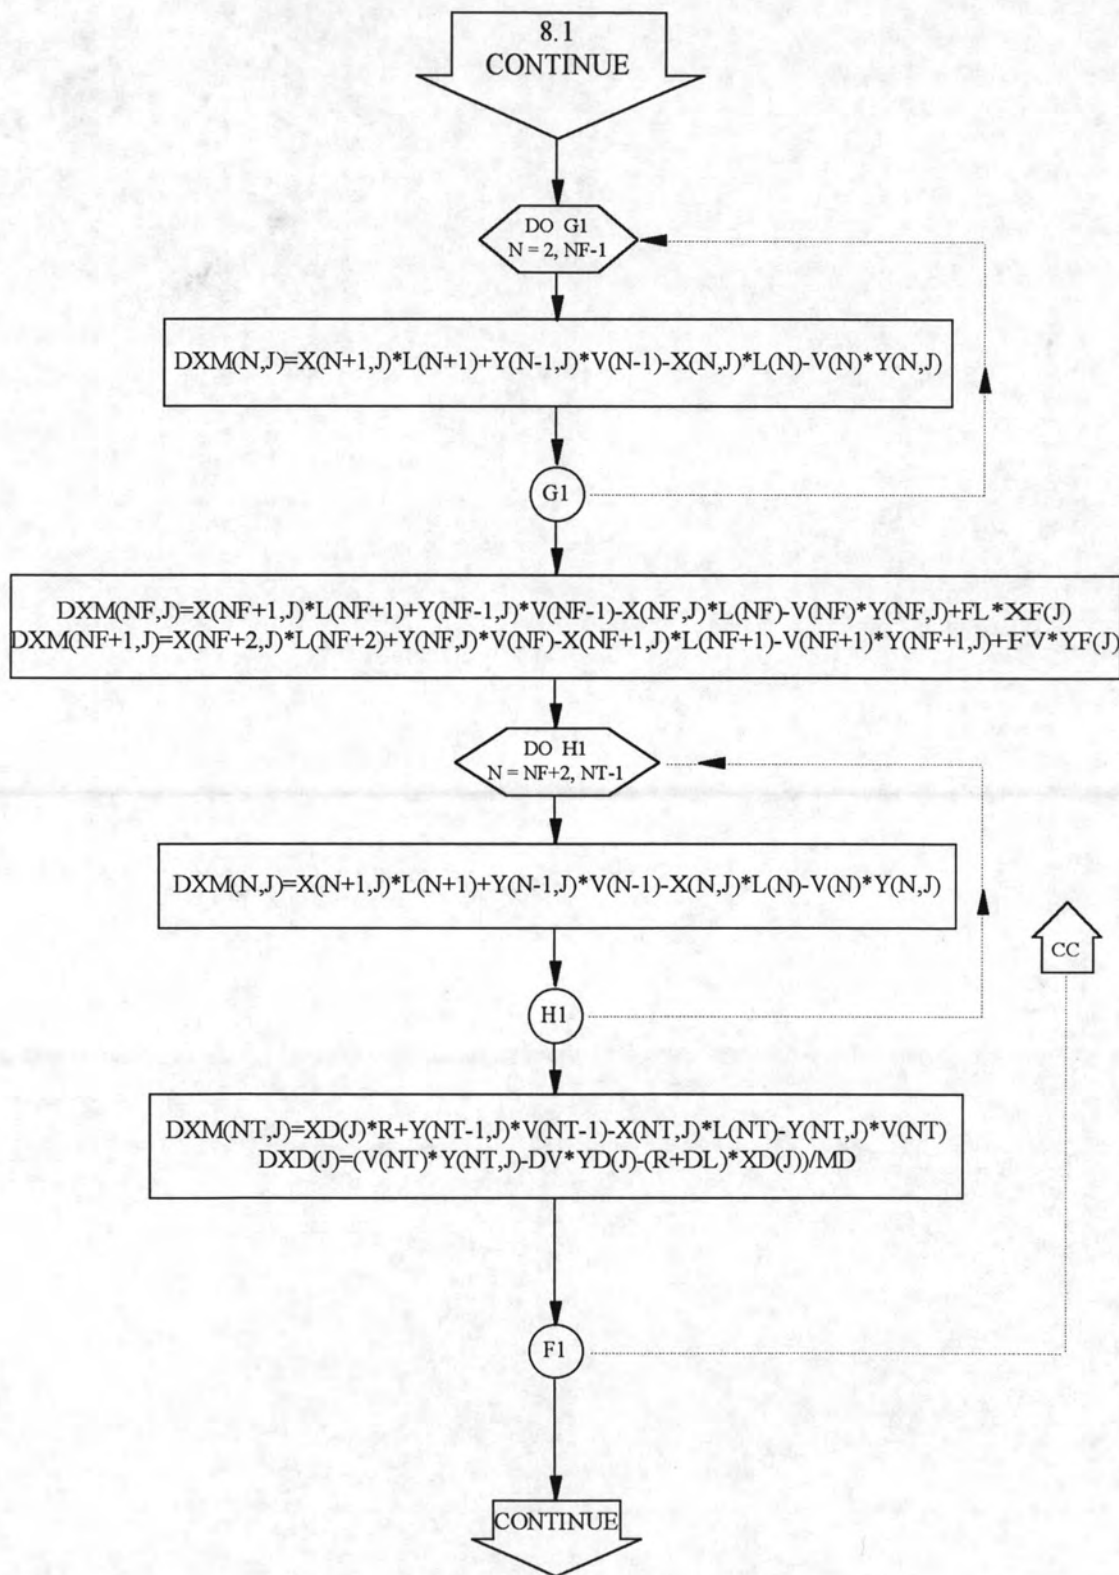 8.1
CONTINUE
DO G1
N = 2, NF-1
DXM(N,J)=X(N+1,J)*L(N+1)+Y(N-1,J)*V(N-1)-X(N,J)*L(N)-V(N)*Y(N,J)
G1
DXM(NF,J)=X(NF+1,J)*L(NF+1)+Y(NF-1,J)*V(NF-1)-X(NF,J)*L(NF)-V(NF)*Y(NF,J)+FL*XF(J)
DXM(NF+1,J)=X(NF+2,J)*L(NF+2)+Y(NF,J)*V(NF)-X(NF+1,J)*L(NF+1)-V(NF+1)*Y(NF+1,J)+FV*YF(J)
DO H1
N = NF+2, NT-1
DXM(N,J)=X(N+1,J)*L(N+1)+Y(N-1,J)*V(N-1)-X(N,J)*L(N)-V(N)*Y(N,J)
CC
H1
DXM(NT,J)=XD(J)*R+Y(NT-1,J)*V(NT-1)-X(NT,J)*L(NT)-Y(NT,J)*V(NT)
DXD(J)=(V(NT)*Y(NT,J)-DV*YD(J)-(R+DL)*XD(J))/MD
F1
CONTINUE